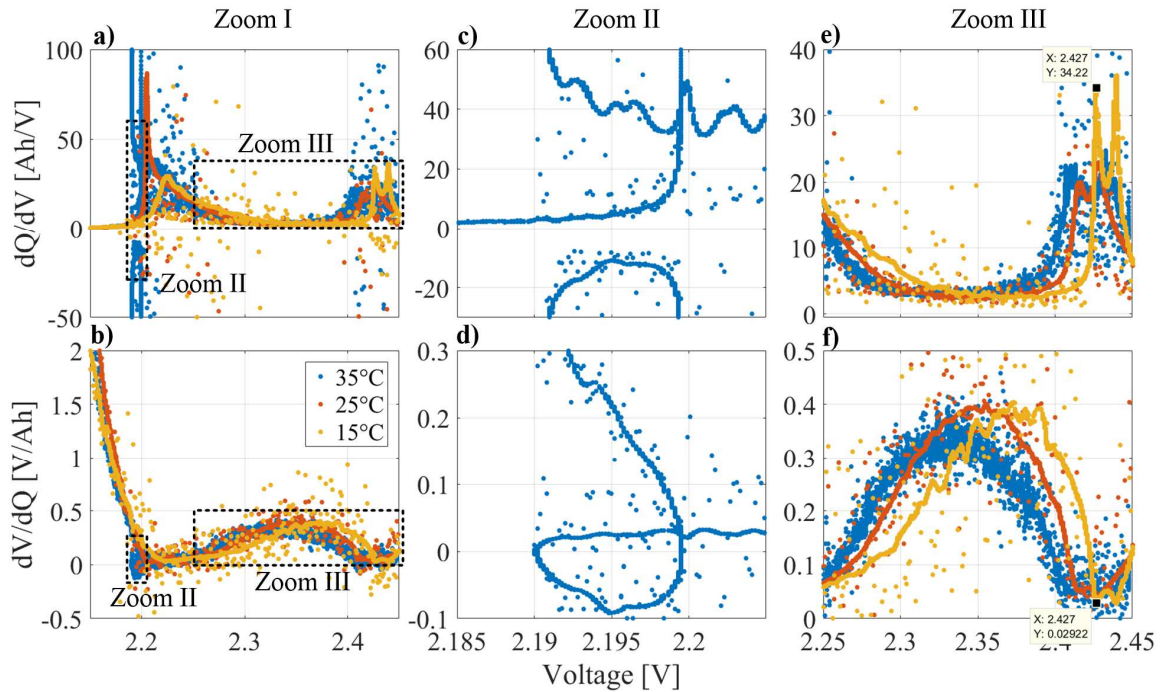 Zoom I
Zoom II
Zoom III
a)
c)
e)
dQ/dV [Ah/V]
100
50
0
-50
Zoom III
Zoom II
60
40
20
0
-20
40
30
20
10
0
X: 2.427
Y: 34.22
b)
d)
f)
dV/dQ [V/Ah]
2
1.5
1
0.5
0
-0.5
35°C
25°C
15°C
Zoom II
Zoom III
2.2
2.3
2.4
0.3
0.2
0.1
0
-0.1
2.185
2.19
2.195
2.2
0.5
0.4
0.3
0.2
0.1
0
X: 2.427
Y: 0.02922
2.25
2.3
2.35
2.4
2.45
Voltage [V]